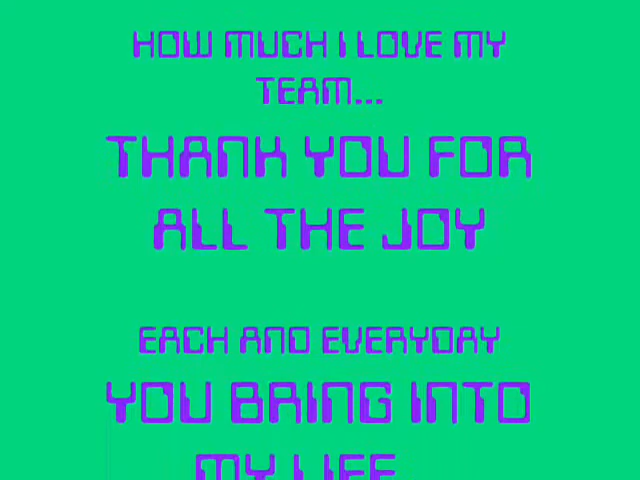 HOW MUCH I LOVE MY
TEAM...
THANK YOU FOR
ALL THE JOY
EACH AND EVERYDAY
YOU BRING INTO
MY LIFE